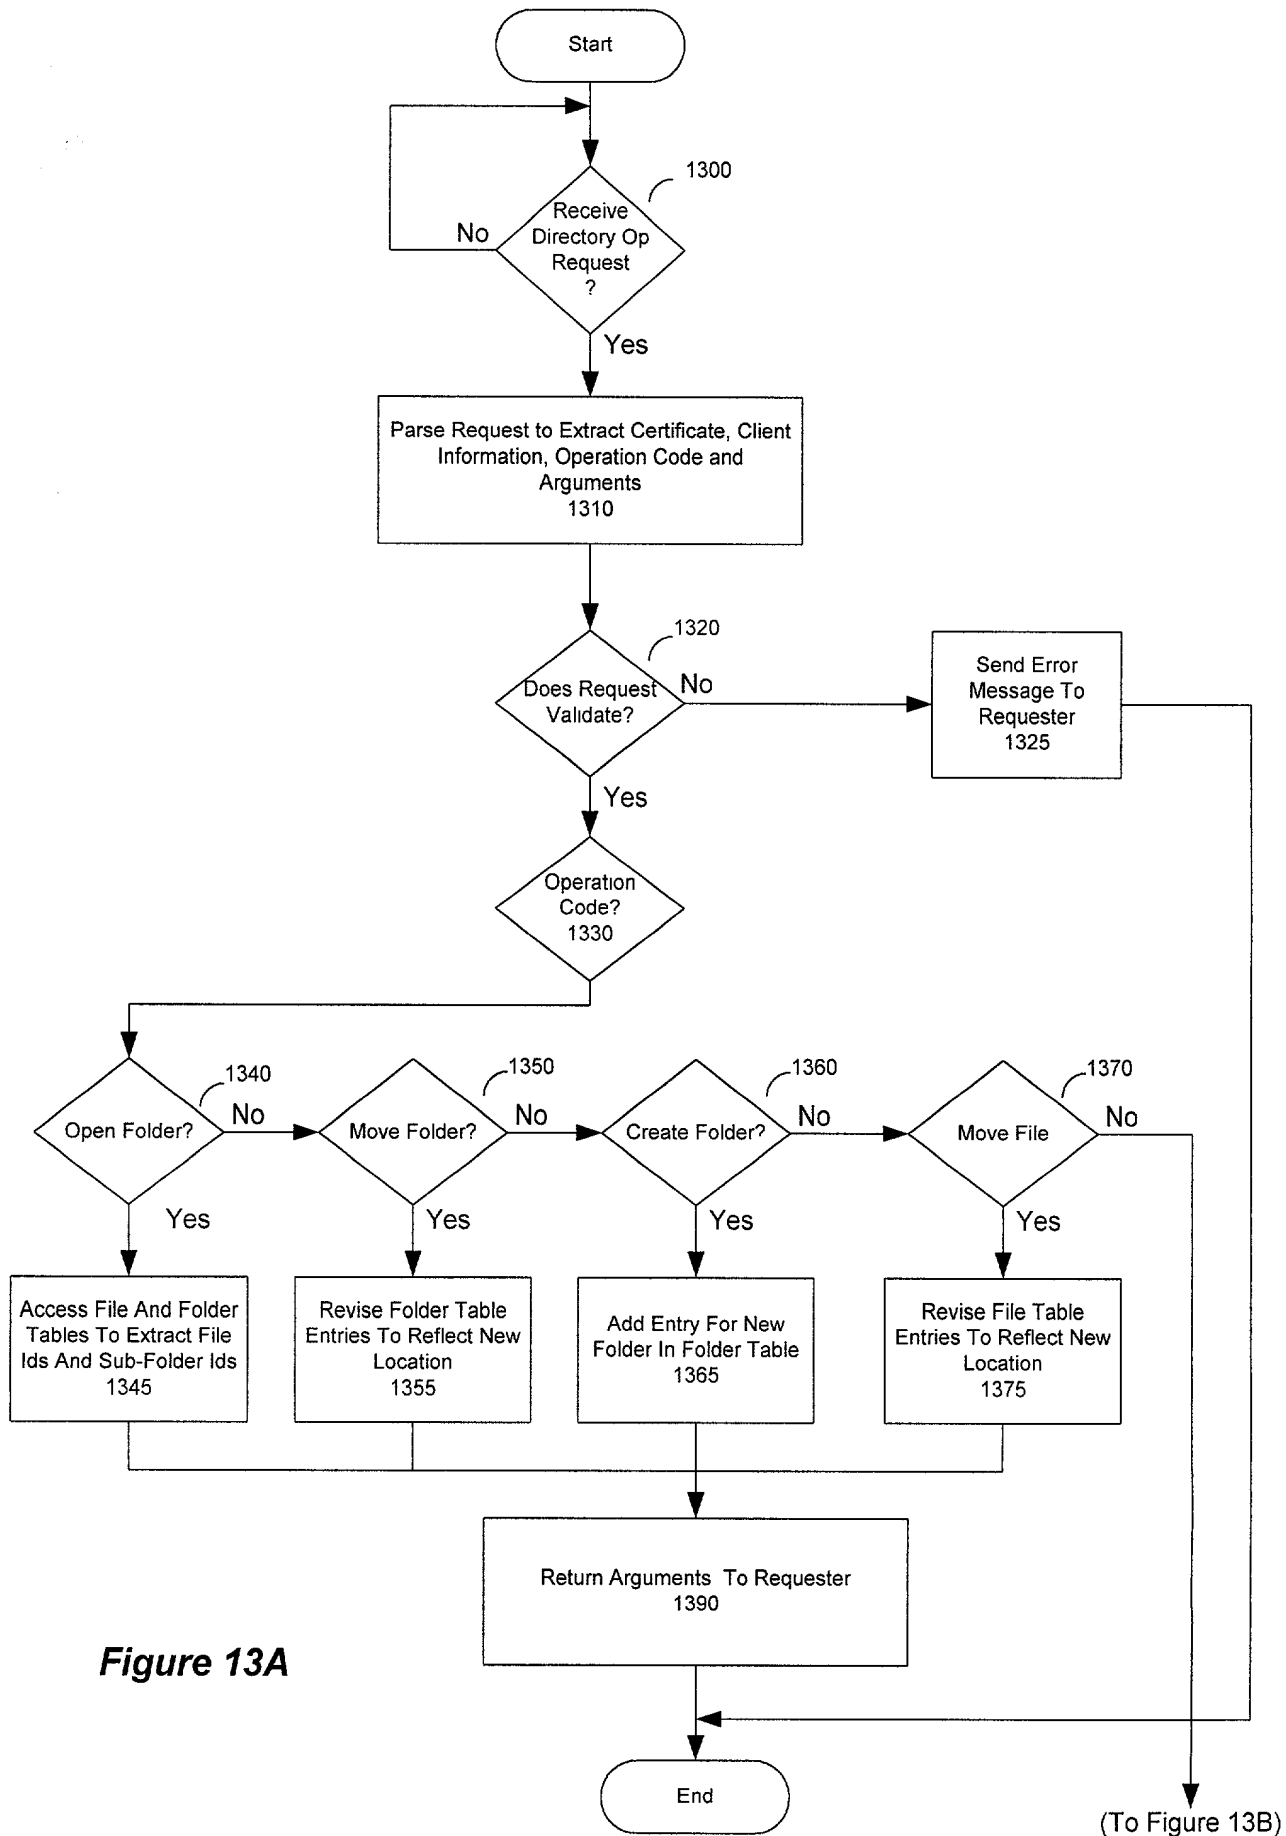 Start
1300
Receive
Directory Op
Request
?
No
Yes
Parse Request to Extract Certificate, Client
Information, Operation Code and
Arguments
1310
1320
Does Request
Validate?
No
Send Error
Message To
Requester
1325
Yes
Operation
Code?
1330
1340
Open Folder?
No
1350
Move Folder?
No
1360
Create Folder?
No
1370
Move File
No
Yes
Yes
Yes
Yes
Access File And Folder
Tables To Extract File
Ids And Sub-Folder Ids
1345
Revise Folder Table
Entries To Reflect New
Location
1355
Add Entry For New
Folder In Folder Table
1365
Revise File Table
Entries To Reflect New
Location
1375
Return Arguments To Requester
1390
Figure 13A
End
(To Figure 13B)